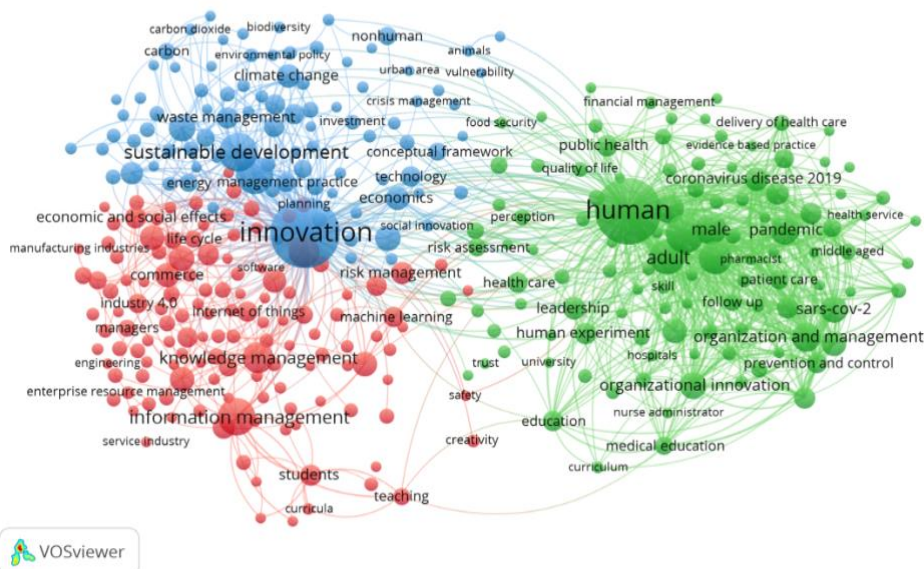 carbon dioxide
biodiversity
nonhuman
carbon
environmental policy
animals
climate change
urban area
vulnerability
crisis management
financial management
waste management
investment
food security
delivery of health care
public health
evidence based practice
sustainable development
conceptual framework
quality of life
energy
management practice
technology
coronavirus disease 2019
planning
economics
economic and social effects
innovation
social innovation
perception
human
male
pandemic
health service
manufacturing industries
life cycle
risk assessment
adult
pharmacist
middle aged
commerce
software
risk management
health care
skill
patient care
industry 4.0
internet of things
machine learning
leadership
follow up
sars-cov-2
managers
human experiment
organization and management
engineering
knowledge management
trust
university
hospitals
prevention and control
enterprise resource management
safety
organizational innovation
information management
education
nurse administrator
service industry
creativity
medical education
students
curriculum
teaching
curricula
VOSviewer